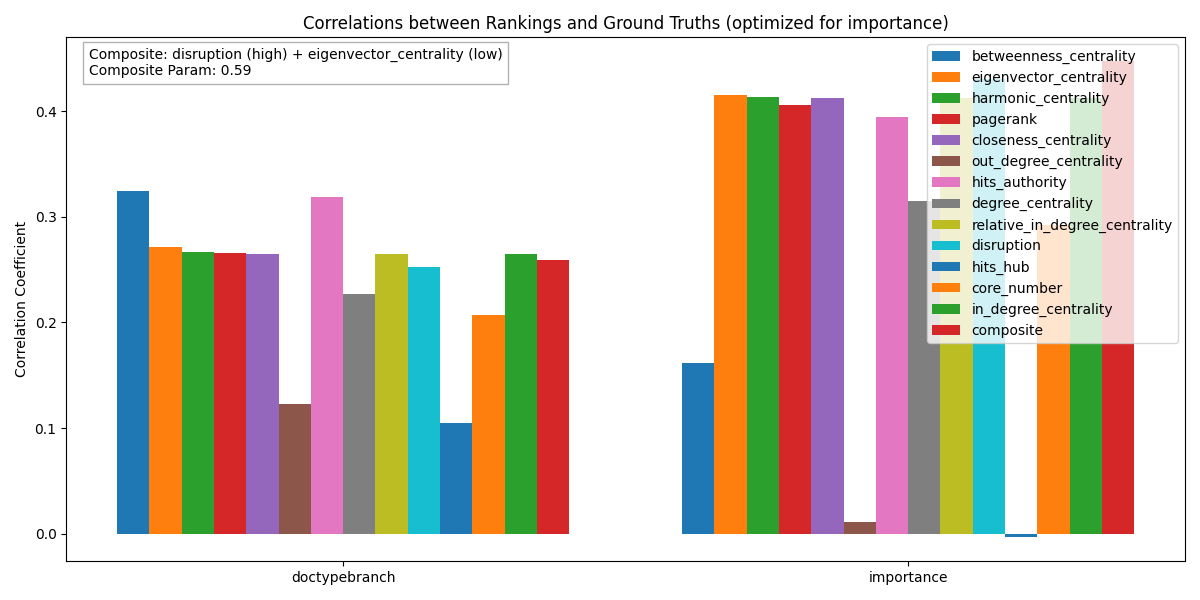 Correlations between Rankings and Ground Truths (optimized for importance)
Composite: disruption (high) + eigenvector_centrality (low)
Composite Param: 0.59
betweenness_centrality
eigenvector_centrality
harmonic_centrality
pagerank
closeness_centrality
out_degree_centrality
hits_authority
degree_centrality
relative_in_degree_centrality
disruption
hits_hub
core_number
in_degree_centrality
composite
Correlation Coefficient
0.4
0.3
0.2
0.1
0.0
doctypebranch
importance